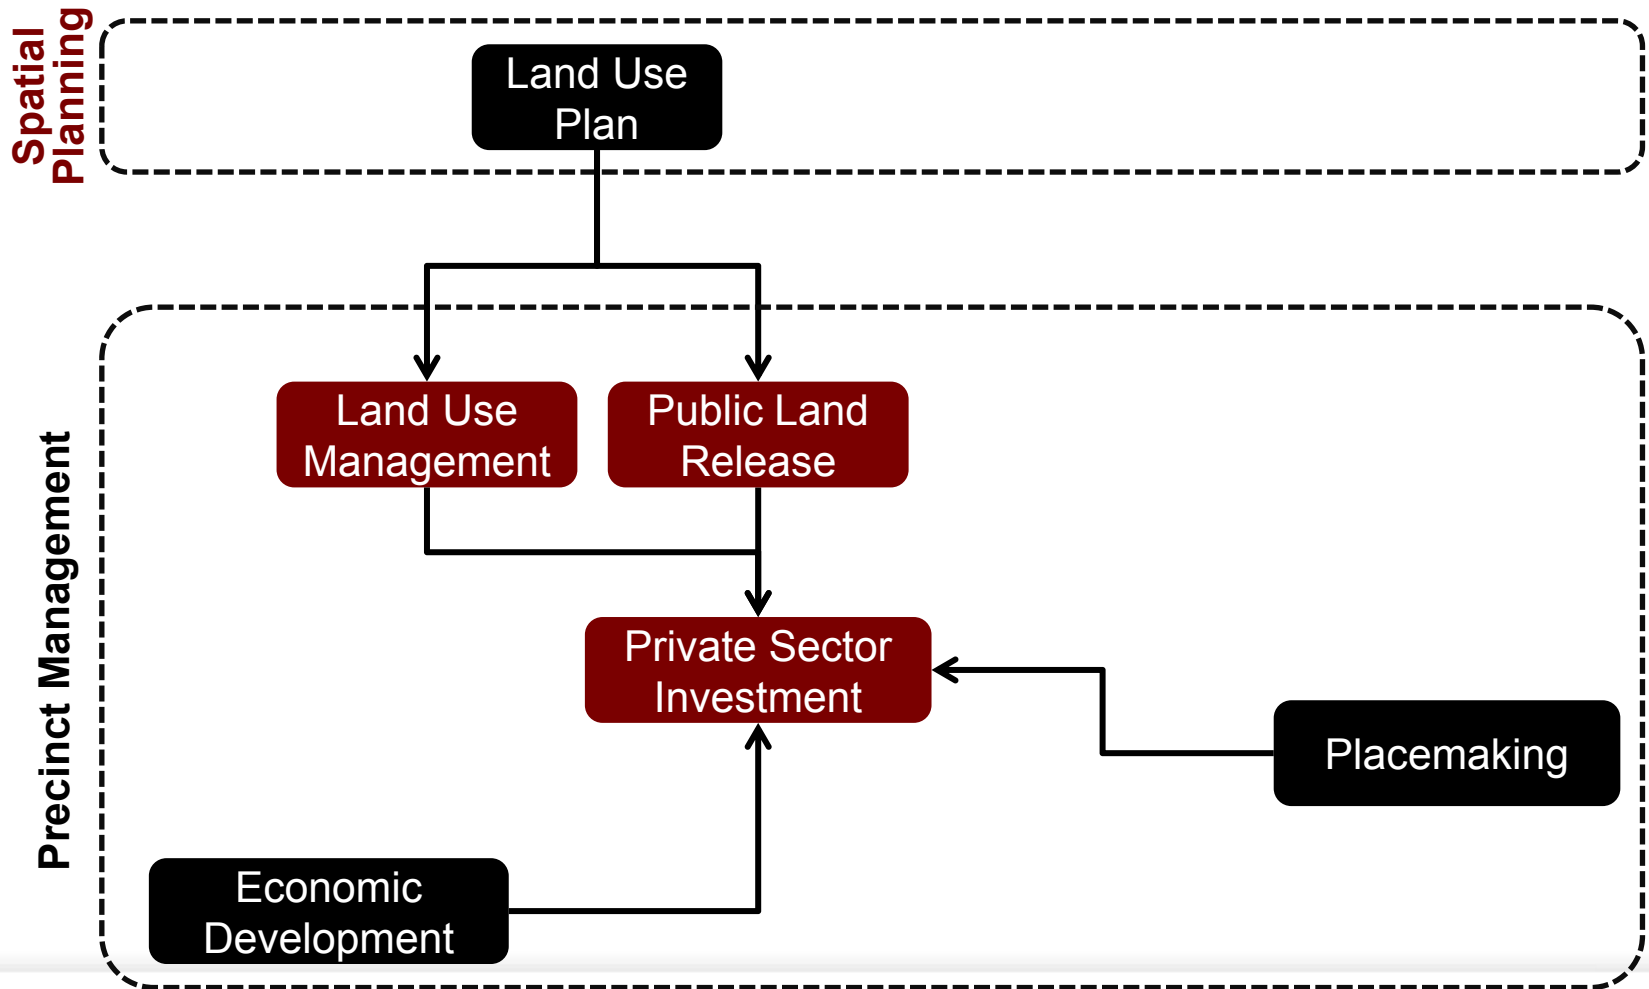 Spatial
Planning
Land Use
Plan
Land Use
Management
Public Land
Release
Precinct Management
Private Sector
Investment
Placemaking
Economic
Development